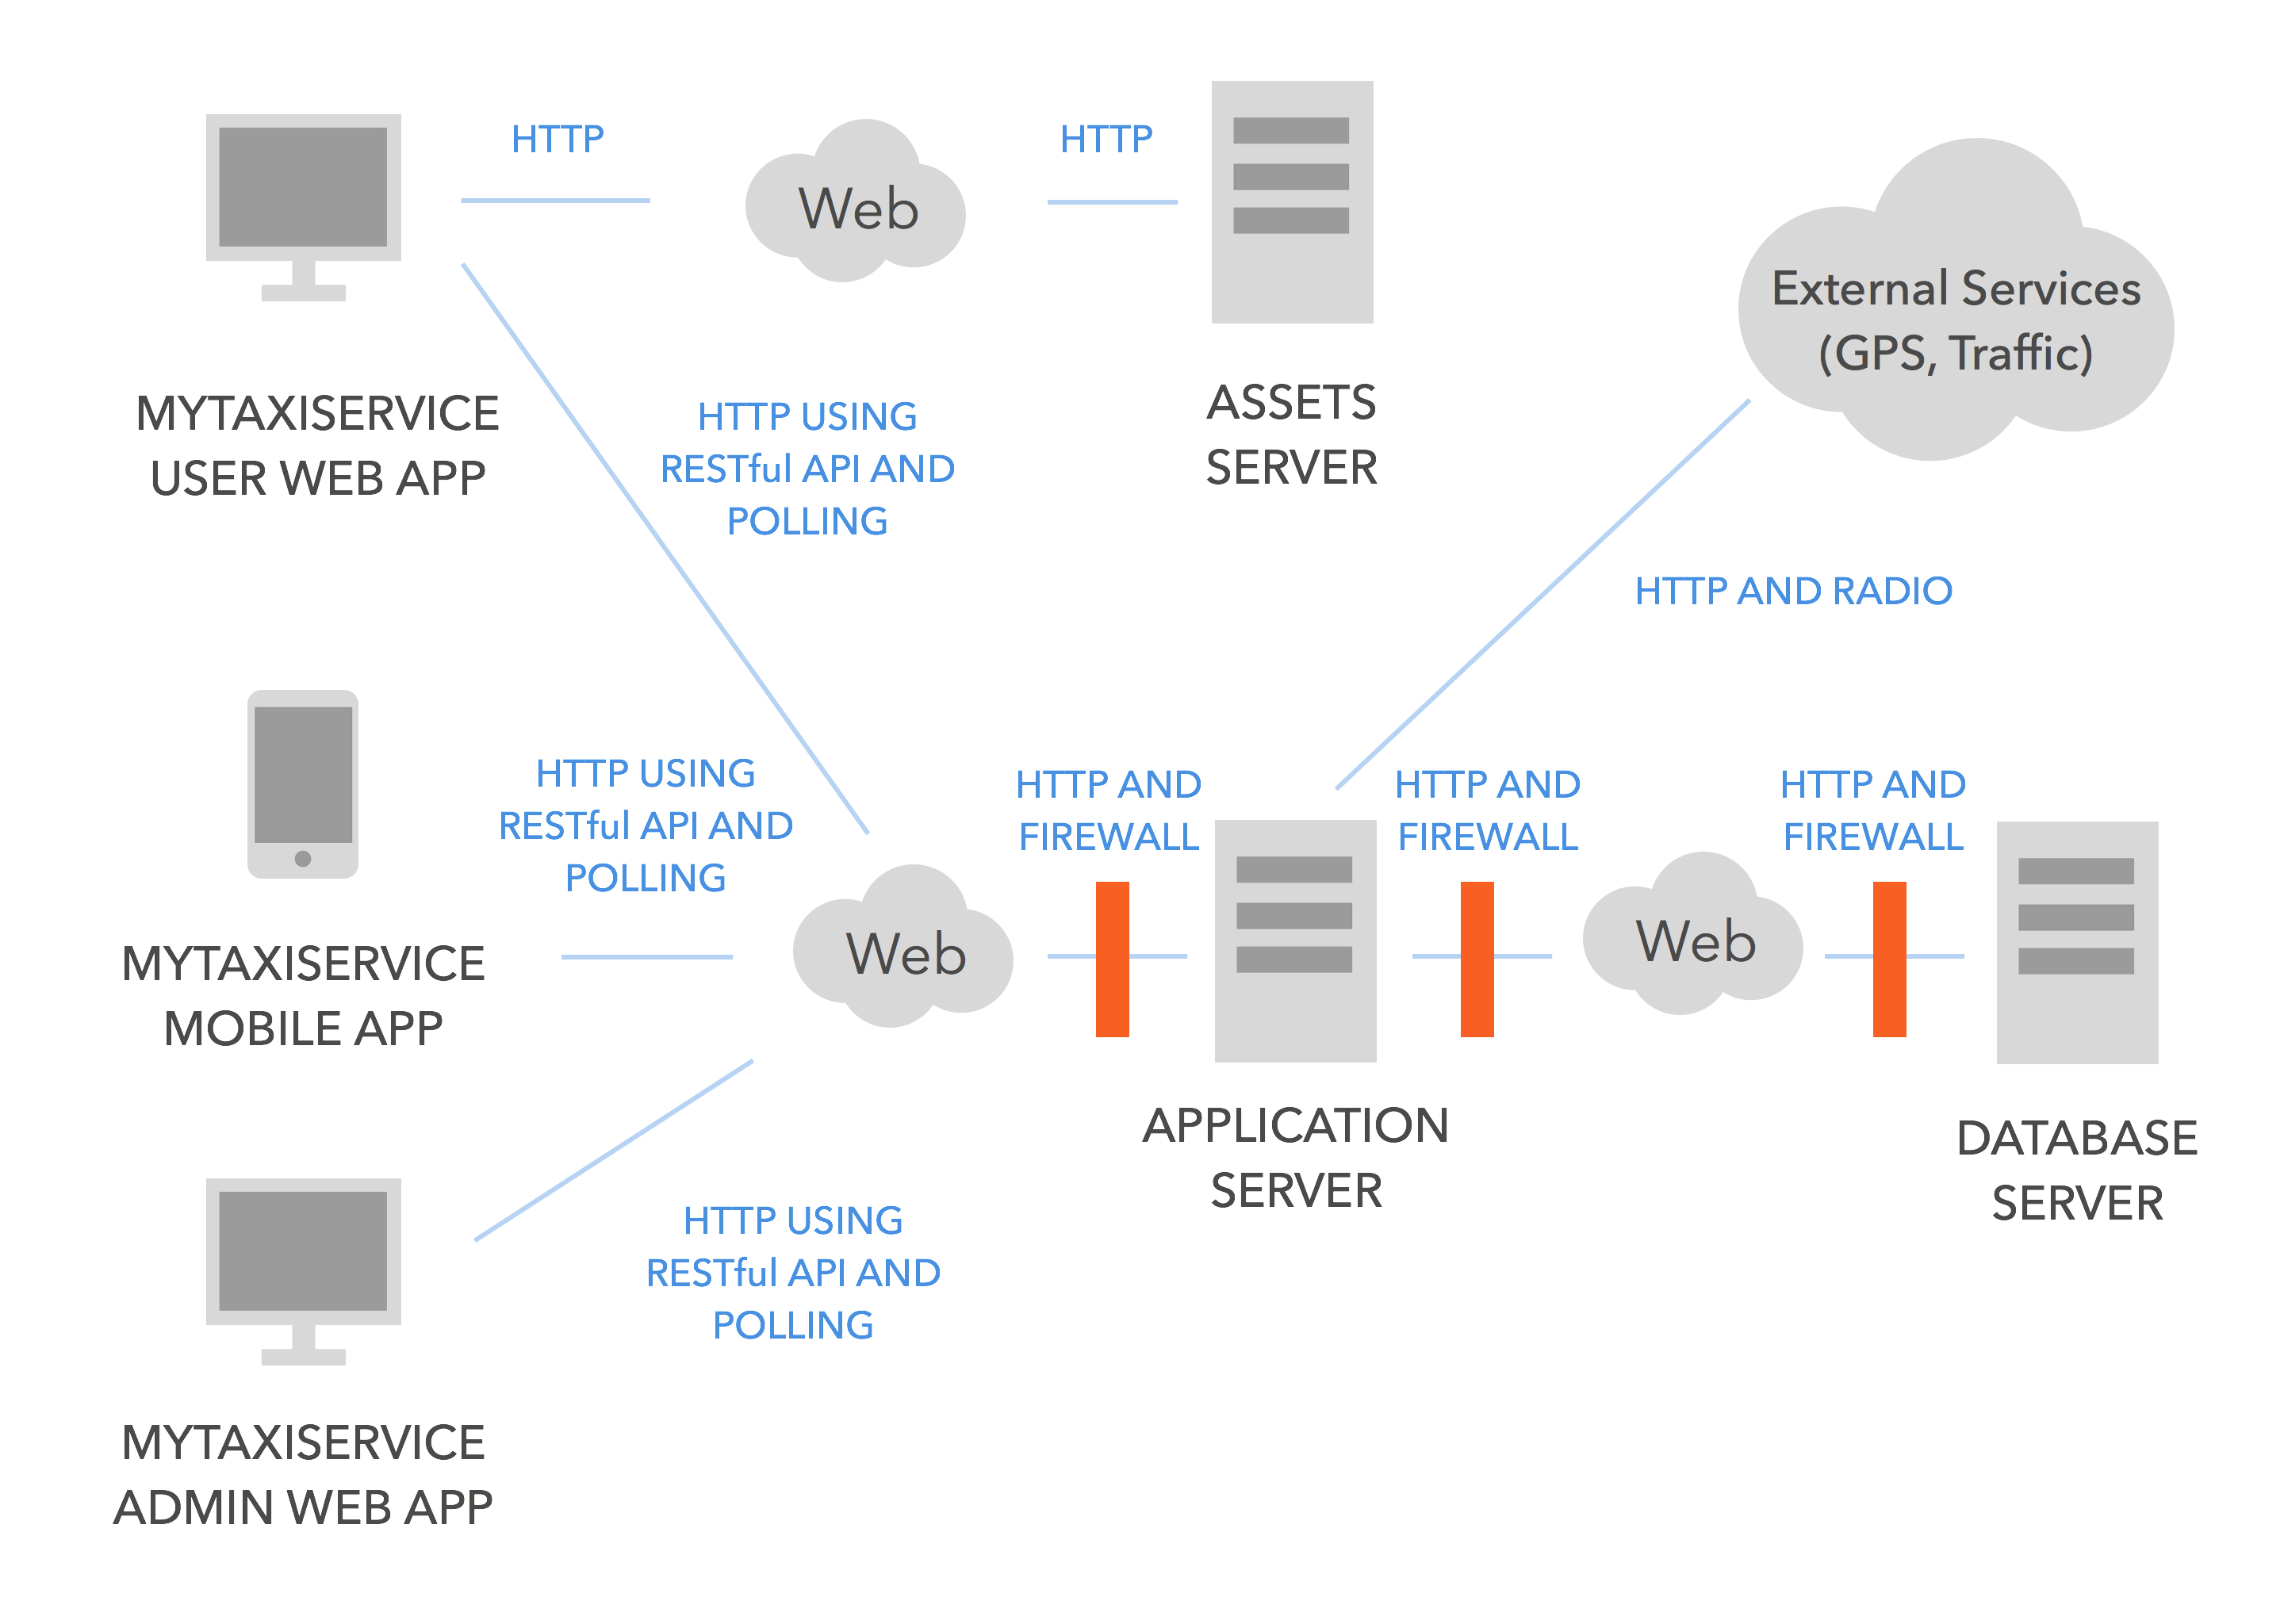 HTTP
HTTP
Web
External Services
(GPS, Traffic)
MYTAXISERVICE
USER WEB APP
HTTP USING
RESTful API AND
POLLING
ASSETS
SERVER
HTTP AND RADIO
HTTP USING
RESTful API AND
POLLING
HTTP AND
FIREWALL
HTTP AND
FIREWALL
HTTP AND
FIREWALL
Web
Web
MYTAXISERVICE
MOBILE APP
APPLICATION
SERVER
DATABASE
SERVER
HTTP USING
RESTful API AND
POLLING
MYTAXISERVICE
ADMIN WEB APP